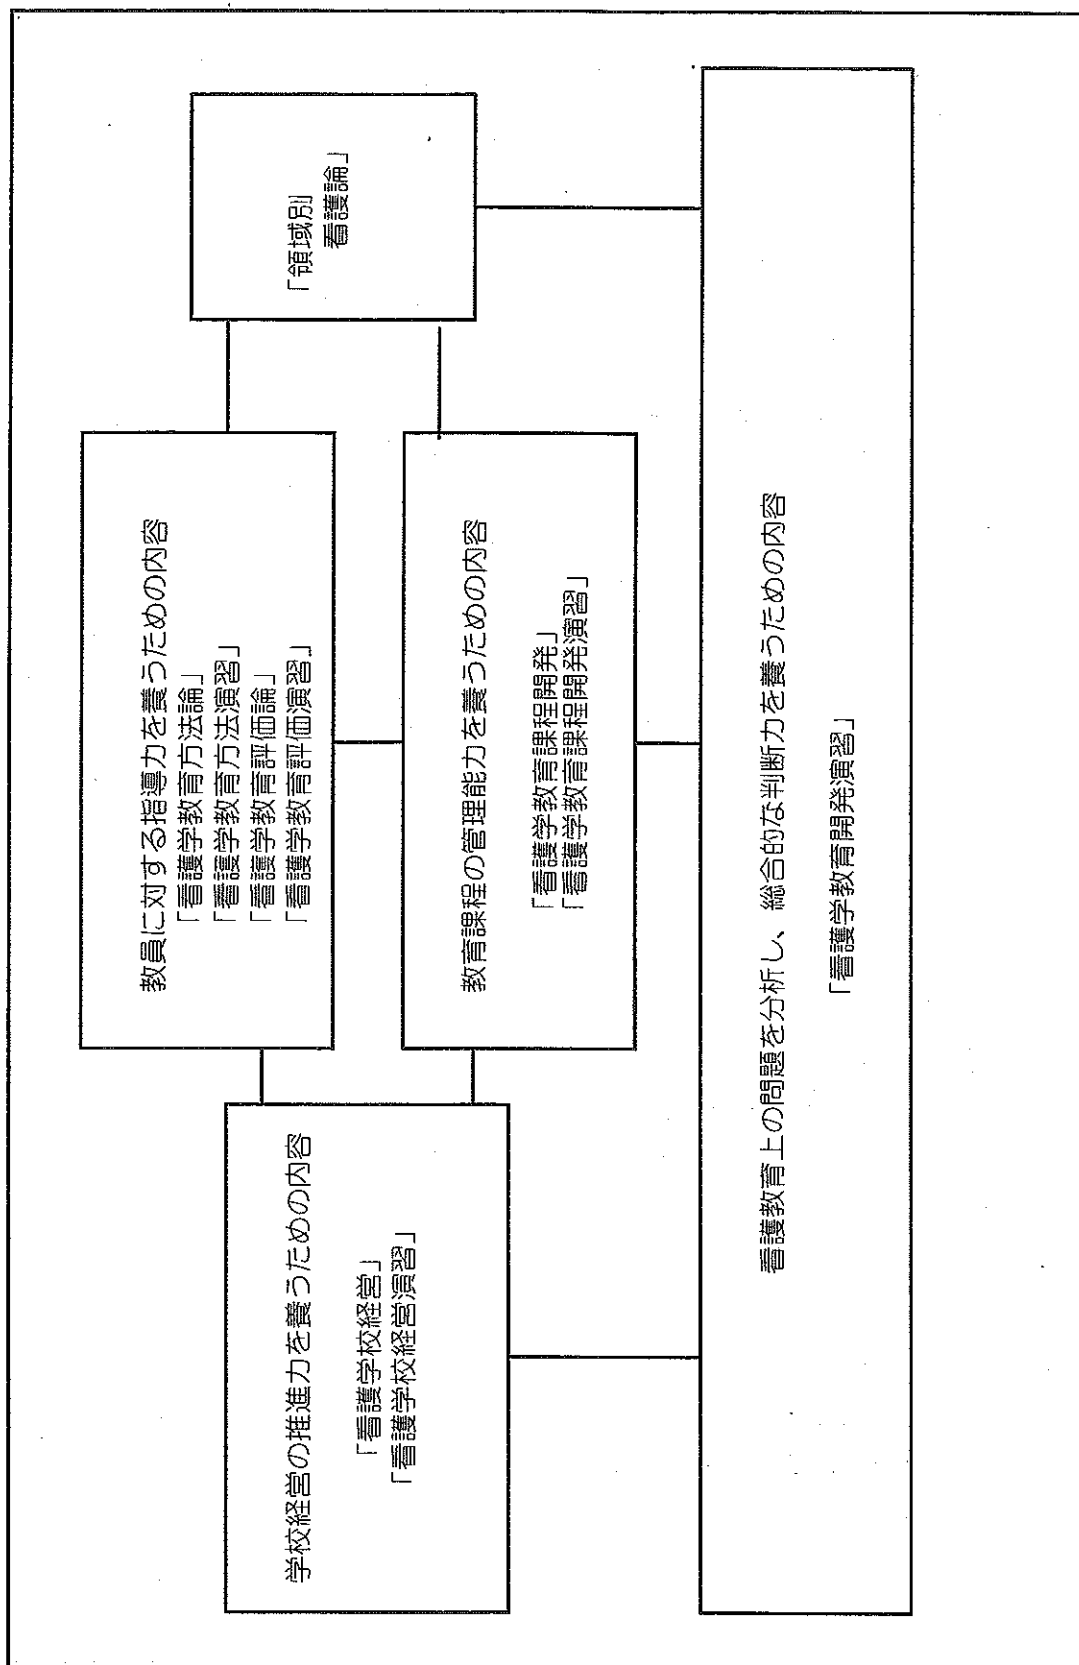 学校経営の推進力を養うための内容
「看護学校経営」
「看護学校経営演習」
教員に対する指導力を養うための内容
「看護学教育方法論」
「看護学教育方法演習」
「看護学教育評価論」
「看護学教育評価演習」
教育課程の管理能力を養うための内容
「看護学教育課程開発」
「看護学教育課程開発演習」
「領域別
看護論」
看護教育上の問題を分析し、総合的な判断力を養うための内容
「看護学教育開発演習」